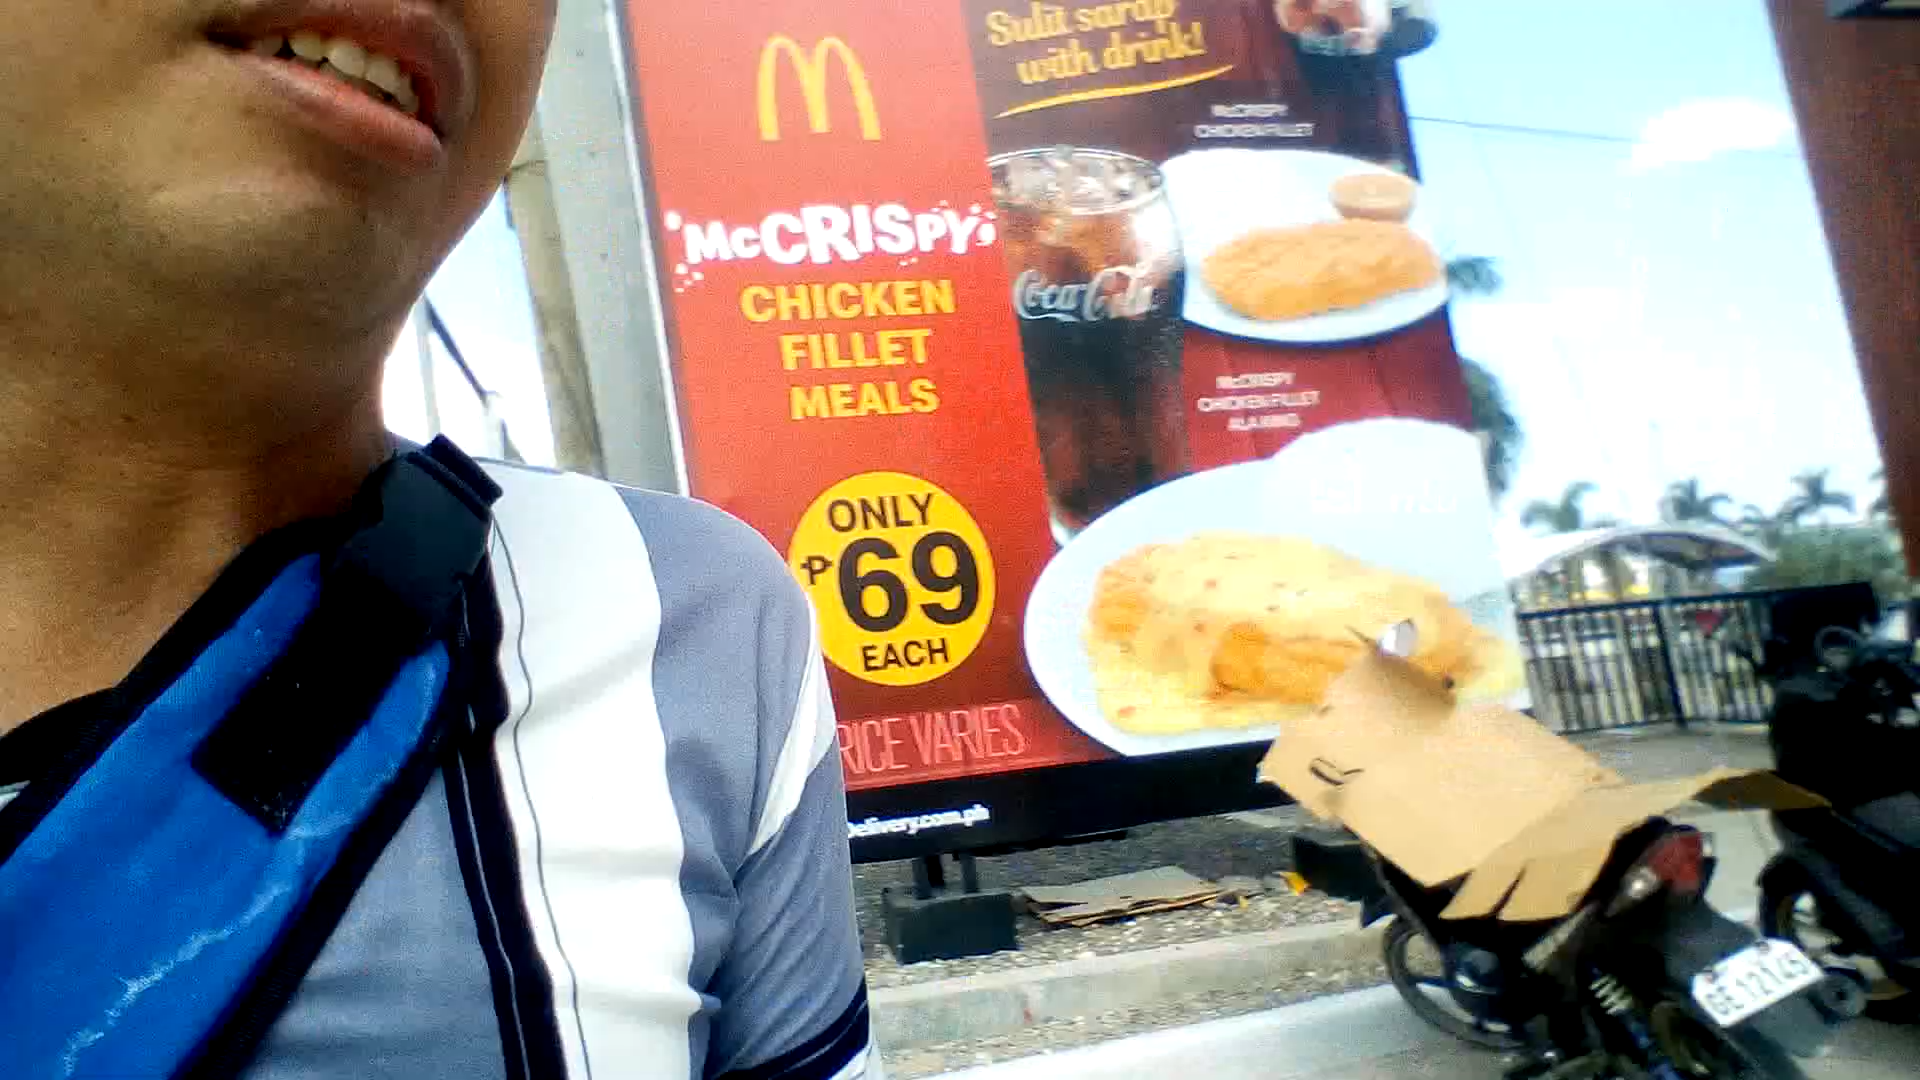 McCRISPY
CHICKEN
FILLET
MEALS
ONLY
₱69
EACH
RICE VARIES
Delivery.com.ph
Sulit sarap
with drink!
McCRISPY
CHICKEN FILLET
Coca-Cola
McCRISPY
CHICKEN FILLET
ALA KING